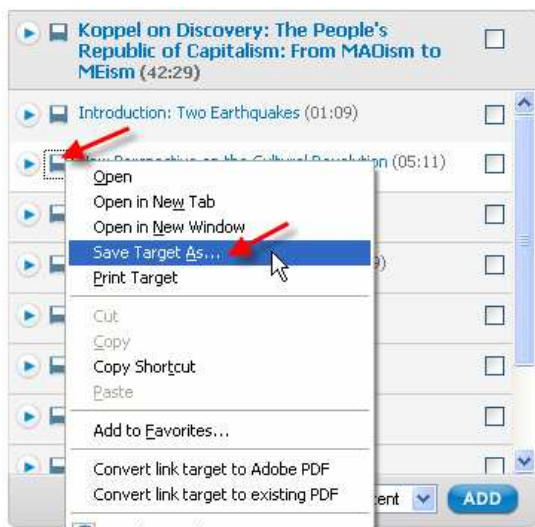 Koppel on Discovery: The People's
Republic of Capitalism: From MAOism to
MEism (42:29)
Introduction: Two Earthquakes (01:09)
New Perspective on the Cultural Revolution (05:11)
Open
Open in New Tab
Open in New Window
Save Target As...
9)
Print Target
Cut
Copy
Copy Shortcut
Paste
Add to Favorites...
Convert link target to Adobe PDF
Convert link target to existing PDF
ent
ADD